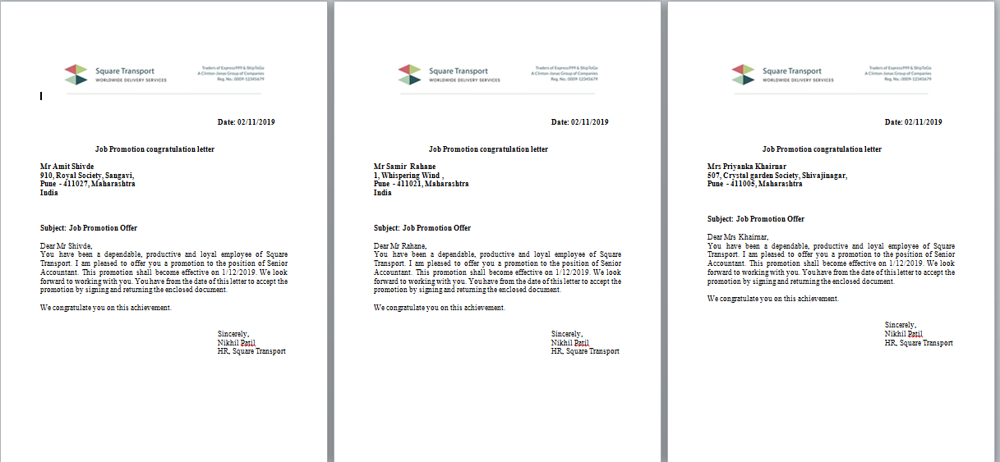 Square Transport
WORLDWIDE DELIVERY SERVICES
Traders of Express999 & ShipToGo
A Clinton Jonas Group of Companies
Reg. No.: 0009-12345679
Date: 02/11/2019
Job Promotion congratulation letter
Mr Amit Shivde
910, Royal Society, Sangavi,
Pune - 411027, Maharashtra
India
Subject: Job Promotion Offer
Dear Mr Shivde,
You have been a dependable, productive and loyal employee of Square
Transport. I am pleased to offer you a promotion to the position of Senior
Accountant. This promotion shall become effective on 1/12/2019. We look
forward to working with you. You have from the date of this letter to accept the
promotion by signing and returning the enclosed document.
We congratulate you on this achievement.
Sincerely,
Nikhil Patil
HR, Square Transport
Square Transport
WORLDWIDE DELIVERY SERVICES
Traders of Express999 & ShipToGo
A Clinton Jonas Group of Companies
Reg. No.: 0009-12345679
Date: 02/11/2019
Job Promotion congratulation letter
Mr Samir Rahane
1, Whispering Wind ,
Pune - 411021, Maharashtra
India
Subject: Job Promotion Offer
Dear Mr Rahane,
You have been a dependable, productive and loyal employee of Square
Transport. I am pleased to offer you a promotion to the position of Senior
Accountant. This promotion shall become effective on 1/12/2019. We look
forward to working with you. You have from the date of this letter to accept the
promotion by signing and returning the enclosed document.
We congratulate you on this achievement.
Sincerely,
Nikhil Patil
HR, Square Transport
Square Transport
WORLDWIDE DELIVERY SERVICES
Traders of Express999 & ShipToGo
A Clinton Jonas Group of Companies
Reg. No.: 0009-12345679
Date: 02/11/2019
Job Promotion congratulation letter
Mrs Priyanka Khairnar
507, Crystal garden Society, Shivajinagar,
Pune - 411005, Maharashtra
Subject: Job Promotion Offer
Dear Mrs Khairnar,
You have been a dependable, productive and loyal employee of Square
Transport. I am pleased to offer you a promotion to the position of Senior
Accountant. This promotion shall become effective on 1/12/2019. We look
forward to working with you. You have from the date of this letter to accept the
promotion by signing and returning the enclosed document.
We congratulate you on this achievement.
Sincerely,
Nikhil Patil
HR, Square Transport